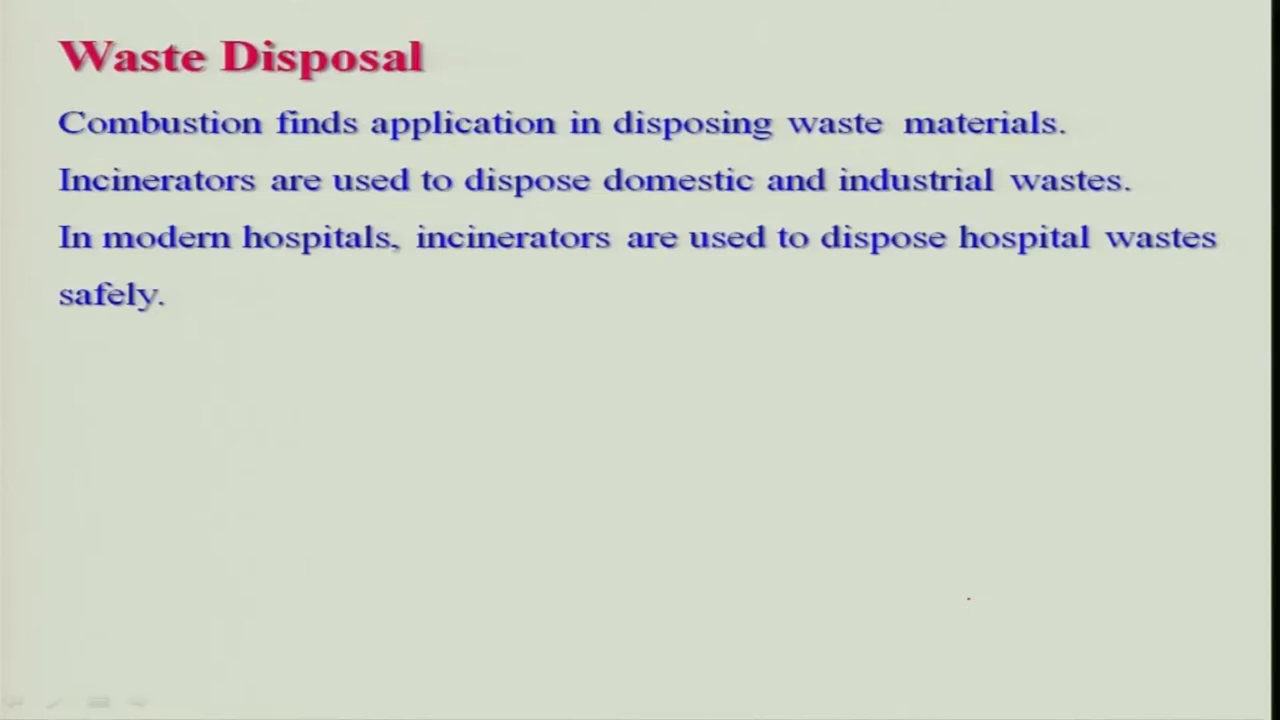 Waste Disposal
Combustion finds application in disposing waste materials.
Incinerators are used to dispose domestic and industrial wastes.
In modern hospitals, incinerators are used to dispose hospital wastes
safely.